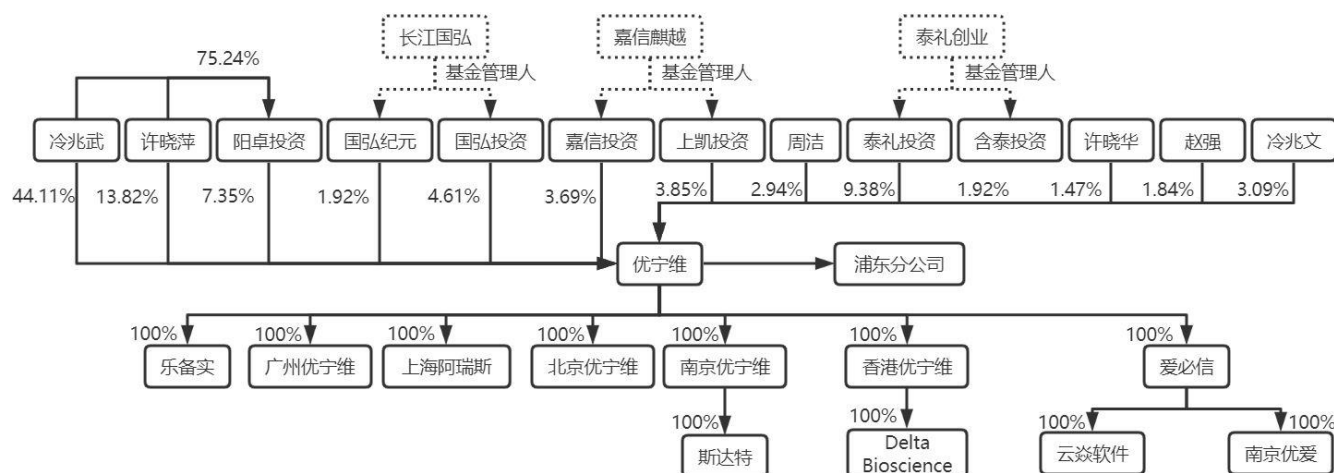 长江国弘
嘉信麒越
泰礼创业
75.24%
基金管理人
基金管理人
基金管理人
冷兆武
许晓萍
阳卓投资
国弘纪元
国弘投资
嘉信投资
上凯投资
周洁
泰礼投资
含泰投资
许晓华
赵强
冷兆文
44.11%
13.82%
7.35%
1.92%
4.61%
3.69%
3.85%
2.94%
9.38%
1.92%
1.47%
1.84%
3.09%
优宁维
浦东分公司
100%
100%
100%
100%
100%
100%
100%
乐备实
广州优宁维
上海阿瑞斯
北京优宁维
南京优宁维
香港优宁维
爱必信
100%
100%
100%
100%
斯达特
Delta
Bioscience
云焱软件
南京优爱